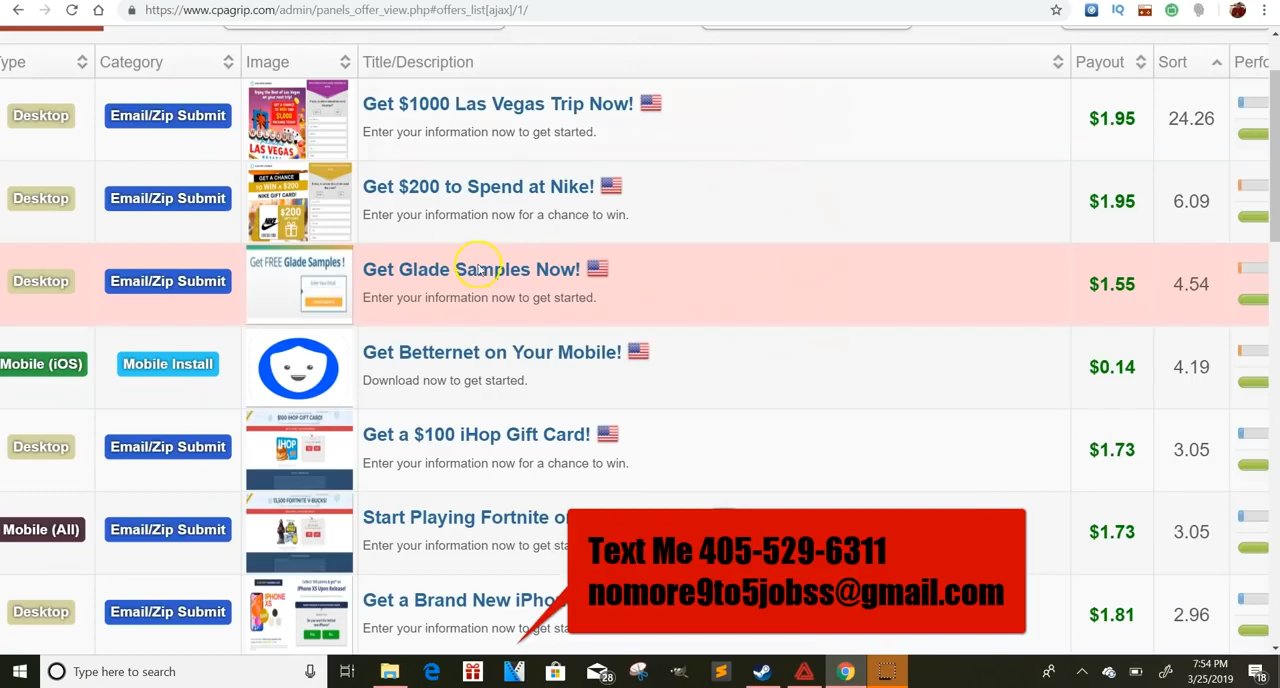 https://www.cpagrip.com/admin/panels_offer_view.php#offers_list[ajax]/1/
ype Category Image Title/Description Payout Sort Perfo
Desktop Email/Zip Submit Get $1000 Las Vegas Trip Now! $1.95 24.26
Enter your information now to get started.
Desktop Email/Zip Submit Get $200 to Spend at Nike! $1.95 6.09
Enter your information now for a chance to win.
Desktop Email/Zip Submit Get FREE Glade Samples ! Get Glade Samples Now! $1.55 4.54
Enter your information now to get started.
Mobile (iOS) Mobile Install Get Betternet on Your Mobile! $0.14 4.19
Download now to get started.
Desktop Email/Zip Submit Get a $100 iHop Gift Card! $1.73 3.05
Enter your information now for a chance to win.
Mobile (All) Email/Zip Submit Start Playing Fortnite o $1.73 3.05
Enter your information now to get sta
Desktop Email/Zip Submit Get a Brand New iPho $1.81 2.96
Enter your information now to get sta
Text Me 405-529-6311
nomore9to5jobss@gmail.com
Type here to search
28
7:54 PM
3/25/2019
18